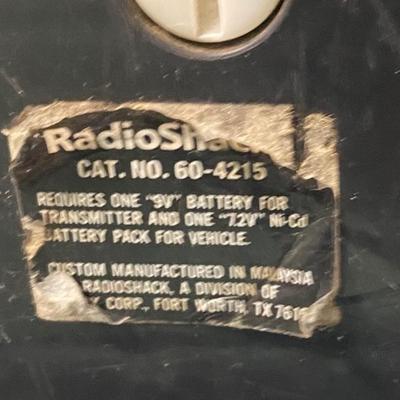 RadioShack
CAT. NO. 60-4215
REQUIRES ONE "9V" BATTERY FOR
TRANSMITTER AND ONE "7.2V" Ni-Cd
BATTERY PACK FOR VEHICLE.
CUSTOM MANUFACTURED IN MALAYSIA
RADIOSHACK, A DIVISION OF
CORP., FORT WORTH, TX 761